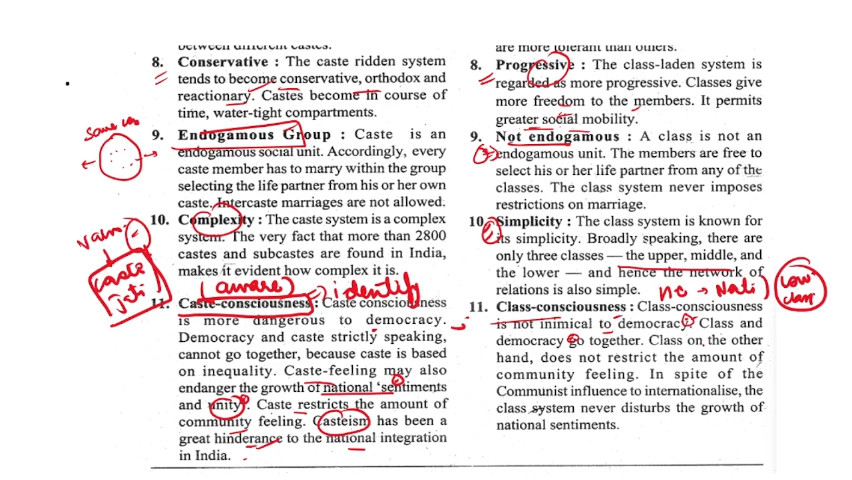 between different castes.
8. Conservative : The caste ridden system
tends to become conservative, orthodox and
reactionary. Castes become in course of
time, water-tight compartments.
9. Endogamous Group : Caste is an
endogamous social unit. Accordingly, every
caste member has to marry within the group
selecting the life partner from his or her own
caste. Intercaste marriages are not allowed.
10. Complexity : The caste system is a complex
system. The very fact that more than 2800
castes and subcastes are found in India,
makes it evident how complex it is.
(aware)
identify
11. Caste-consciousness : Caste consciousness
is more dangerous to democracy.
Democracy and caste strictly speaking,
cannot go together, because caste is based
on inequality. Caste-feeling may also
endanger the growth of national 'sentiments
and unity'. Caste restricts the amount of
community feeling. Casteism has been a
great hinderance to the national integration
in India.
Caste
Jati
are more tolerant than others.
8. Progressive : The class-laden system is
regarded as more progressive. Classes give
more freedom to the members. It permits
greater social mobility.
9. Not endogamous : A class is not an
endogamous unit. The members are free to
select his or her life partner from any of the
classes. The class system never imposes
restrictions on marriage.
10. Simplicity : The class system is known for
its simplicity. Broadly speaking, there are
only three classes — the upper, middle, and
the lower — and hence the network of
relations is also simple.
Low
class
11. Class-consciousness : Class-consciousness
is not inimical to democracy. Class and
democracy go together. Class on the other
hand, does not restrict the amount of
community feeling. In spite of the
Communist influence to internationalise, the
class system never disturbs the growth of
national sentiments.